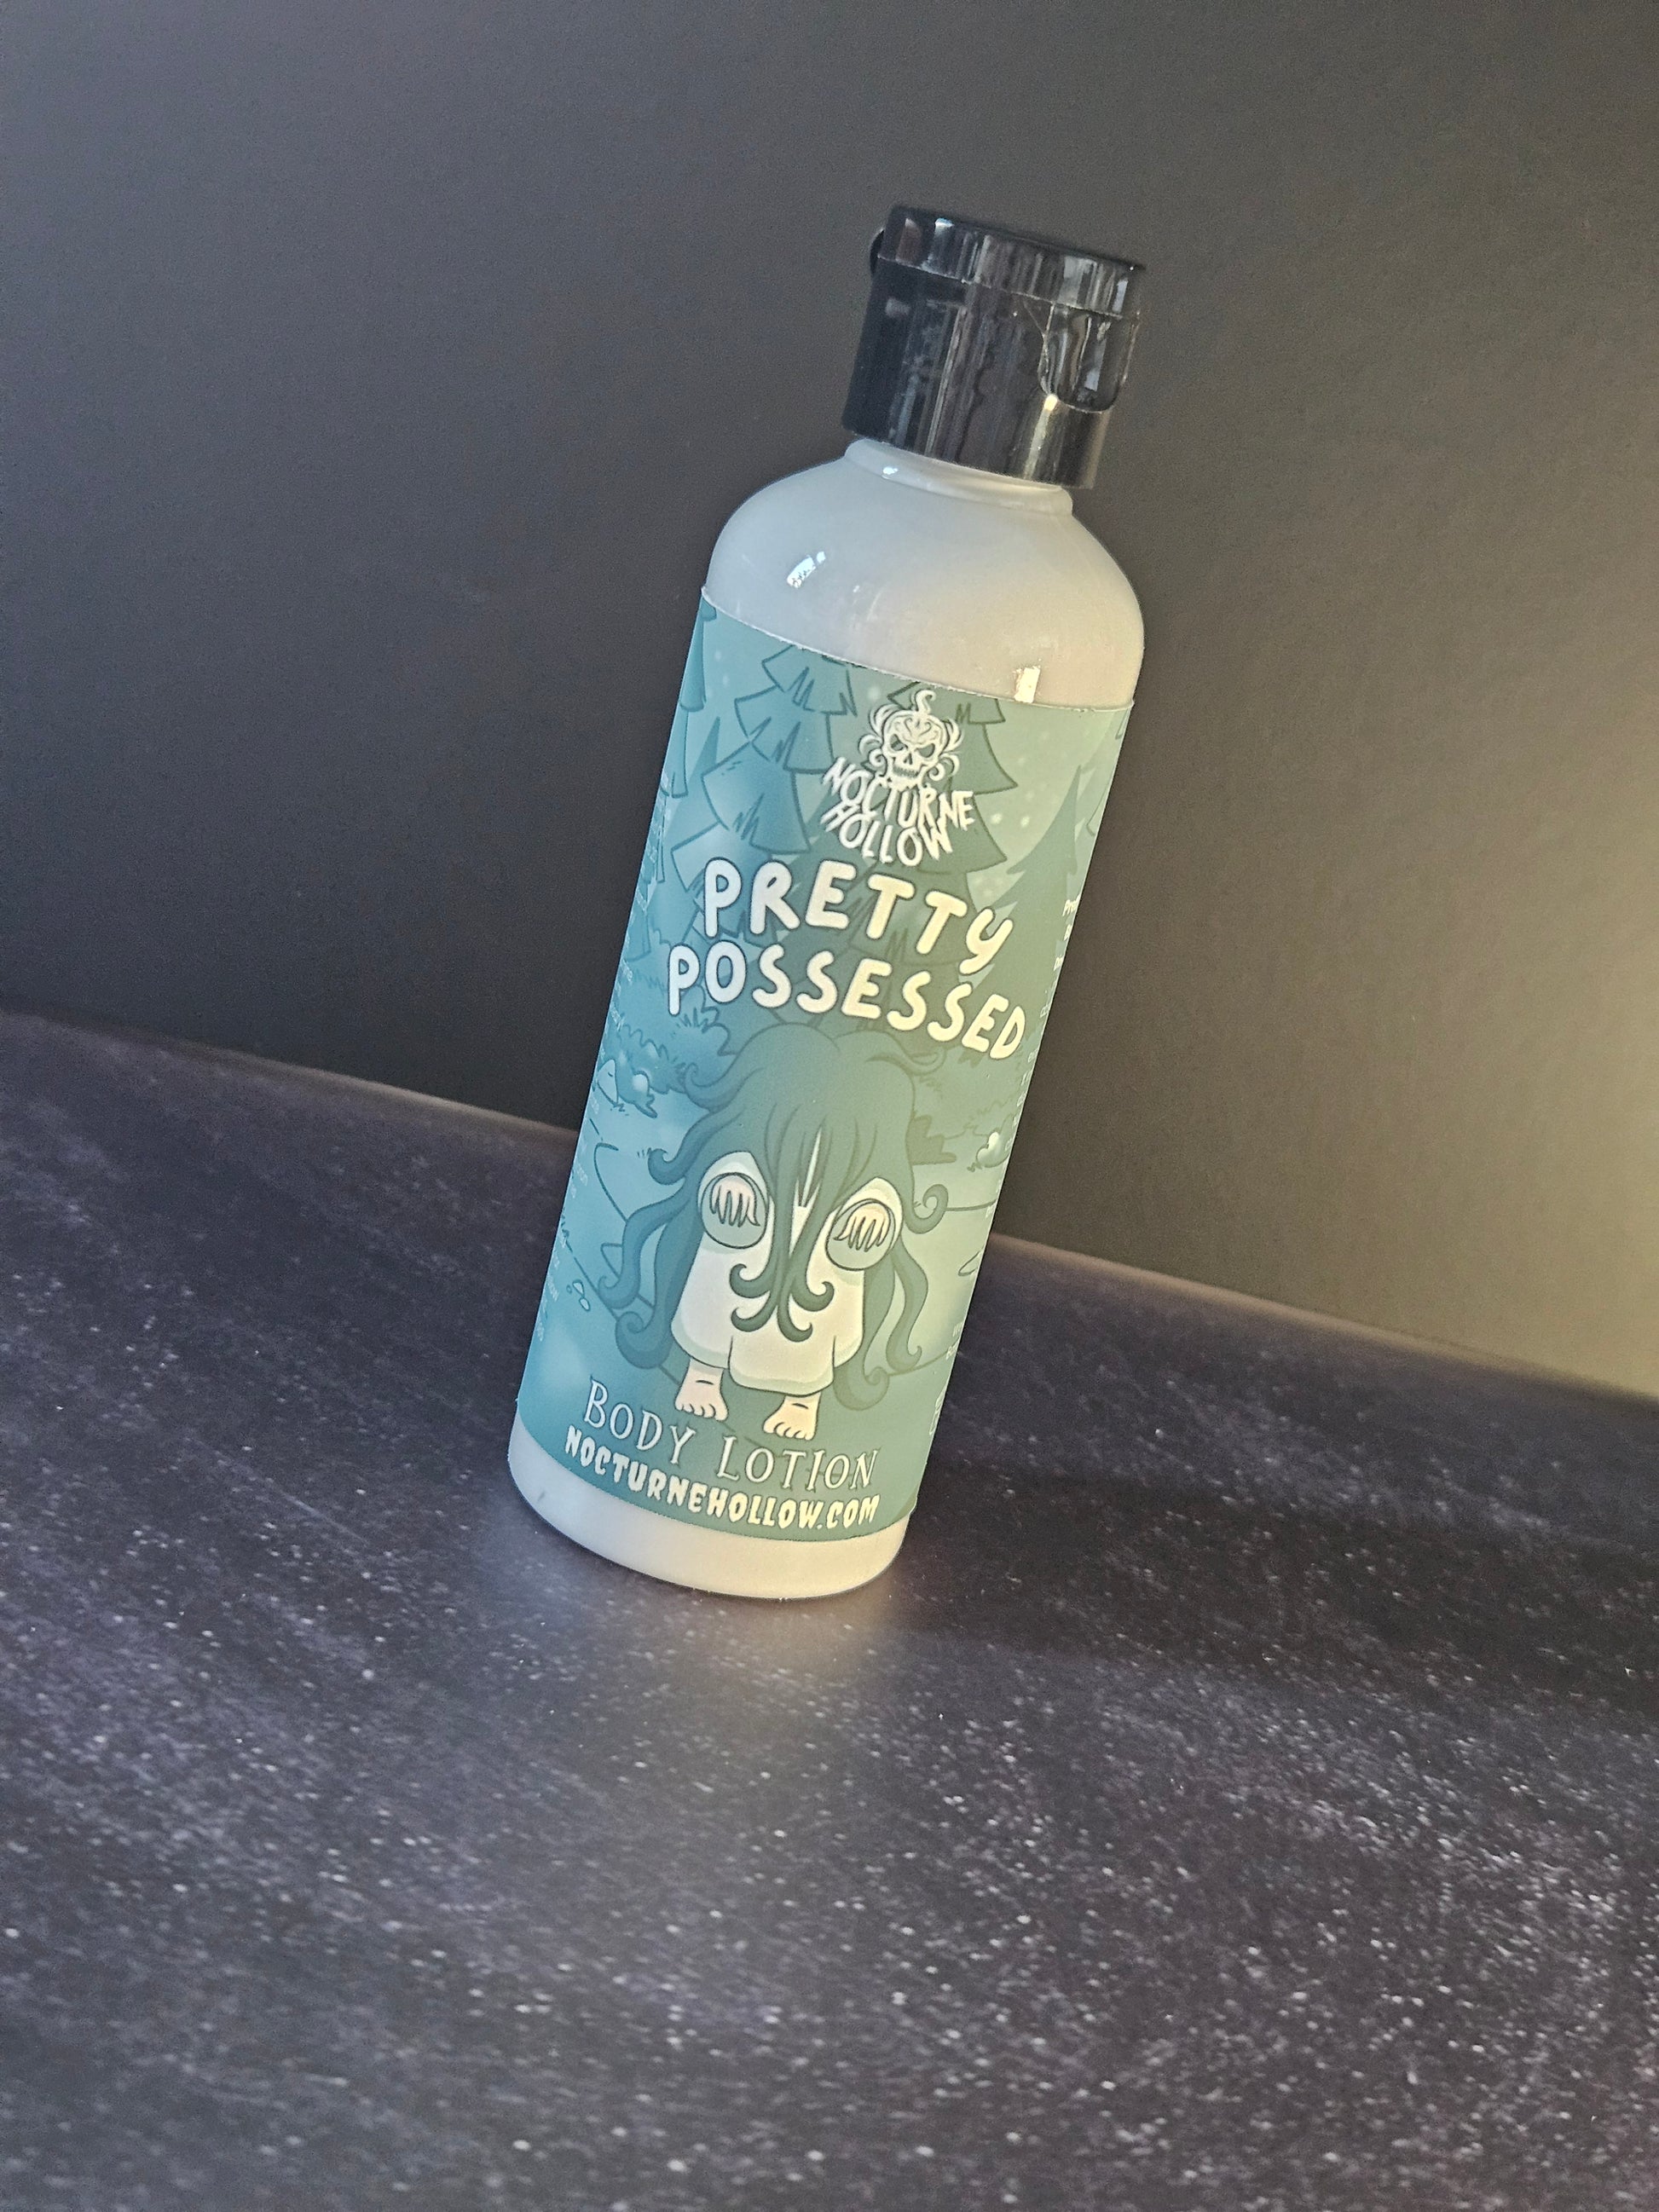 NOCTURNE
HOLLOW
PRETTY
POSSESSED
BODY LOTION
NOCTURNEHOLLOW.COM